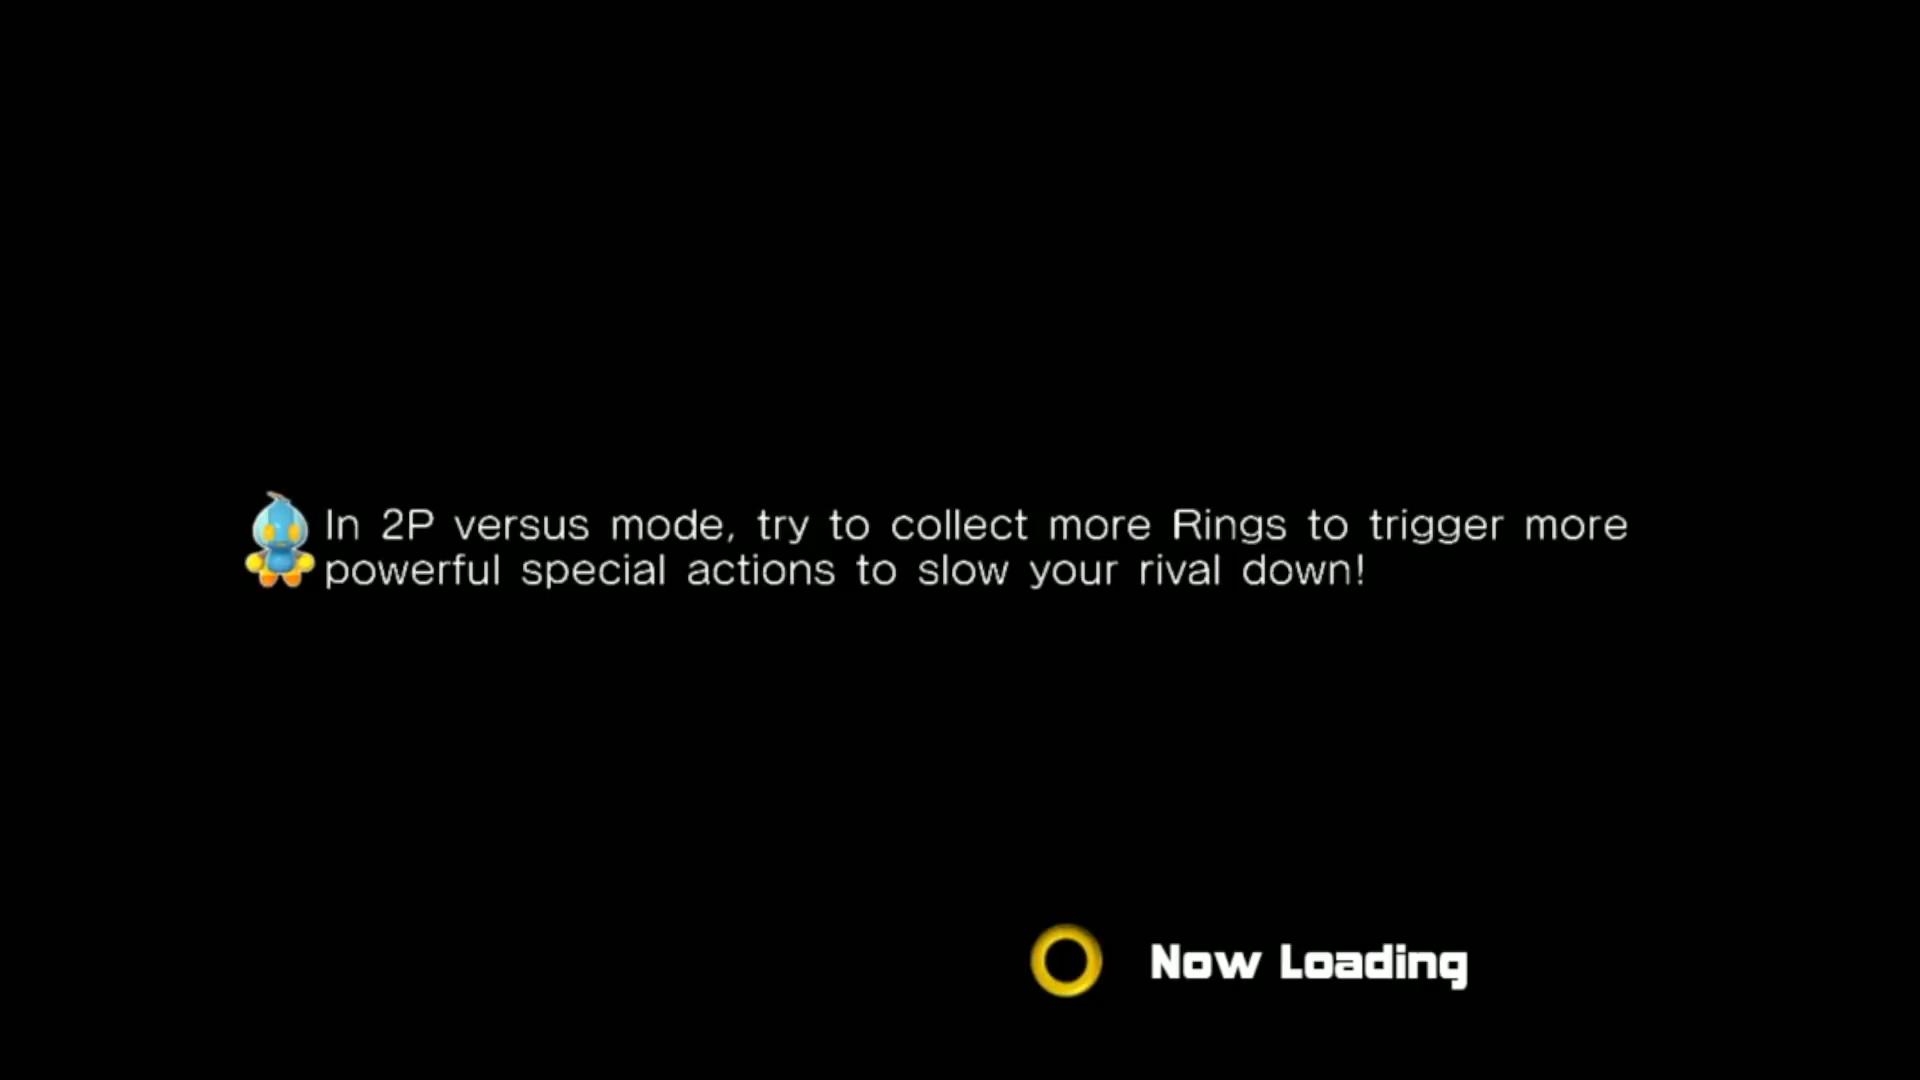 In 2P versus mode, try to collect more Rings to trigger more
powerful special actions to slow your rival down!
Now Loading